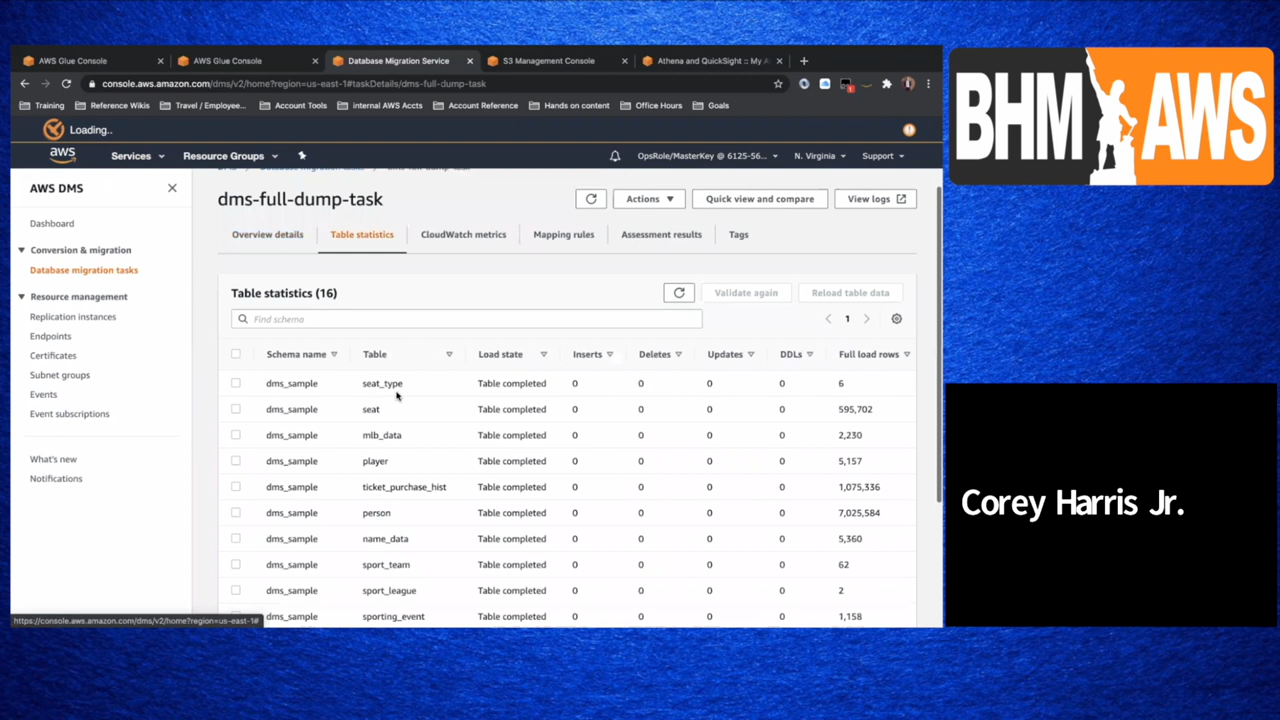 AWS Glue Console
AWS Glue Console
Database Migration Service
S3 Management Console
Athena and QuickSight :: My A
console.aws.amazon.com/dms/v2/home?region=us-east-1#taskDetails/dms-full-dump-task
Training
Reference Wikis
Travel / Employee...
Account Tools
internal AWS Accts
Account Reference
Hands on content
Office Hours
Goals
Loading..
aws
Services
Resource Groups
OpsRole/MasterKey @ 6125-56...
N. Virginia
Support
AWS DMS
Dashboard
Conversion & migration
Database migration tasks
Resource management
Replication instances
Endpoints
Certificates
Subnet groups
Events
Event subscriptions
What's new
Notifications
dms-full-dump-task
Actions
Quick view and compare
View logs
Overview details
Table statistics
CloudWatch metrics
Mapping rules
Assessment results
Tags
Table statistics (16)
Validate again
Reload table data
Find schema
1
Schema name Table Load state Inserts Deletes Updates DDLs Full load rows
dms_sample seat_type Table completed 0 0 0 0 6
dms_sample seat Table completed 0 0 0 0 595,702
dms_sample mlb_data Table completed 0 0 0 0 2,230
dms_sample player Table completed 0 0 0 0 5,157
dms_sample ticket_purchase_hist Table completed 0 0 0 0 1,075,336
dms_sample person Table completed 0 0 0 0 7,025,584
dms_sample name_data Table completed 0 0 0 0 5,360
dms_sample sport_team Table completed 0 0 0 0 62
dms_sample sport_league Table completed 0 0 0 0 2
dms_sample sporting_event Table completed 0 0 0 0 1,158
https://console.aws.amazon.com/dms/v2/home?region=us-east-1#
BHM AWS
Corey Harris Jr.